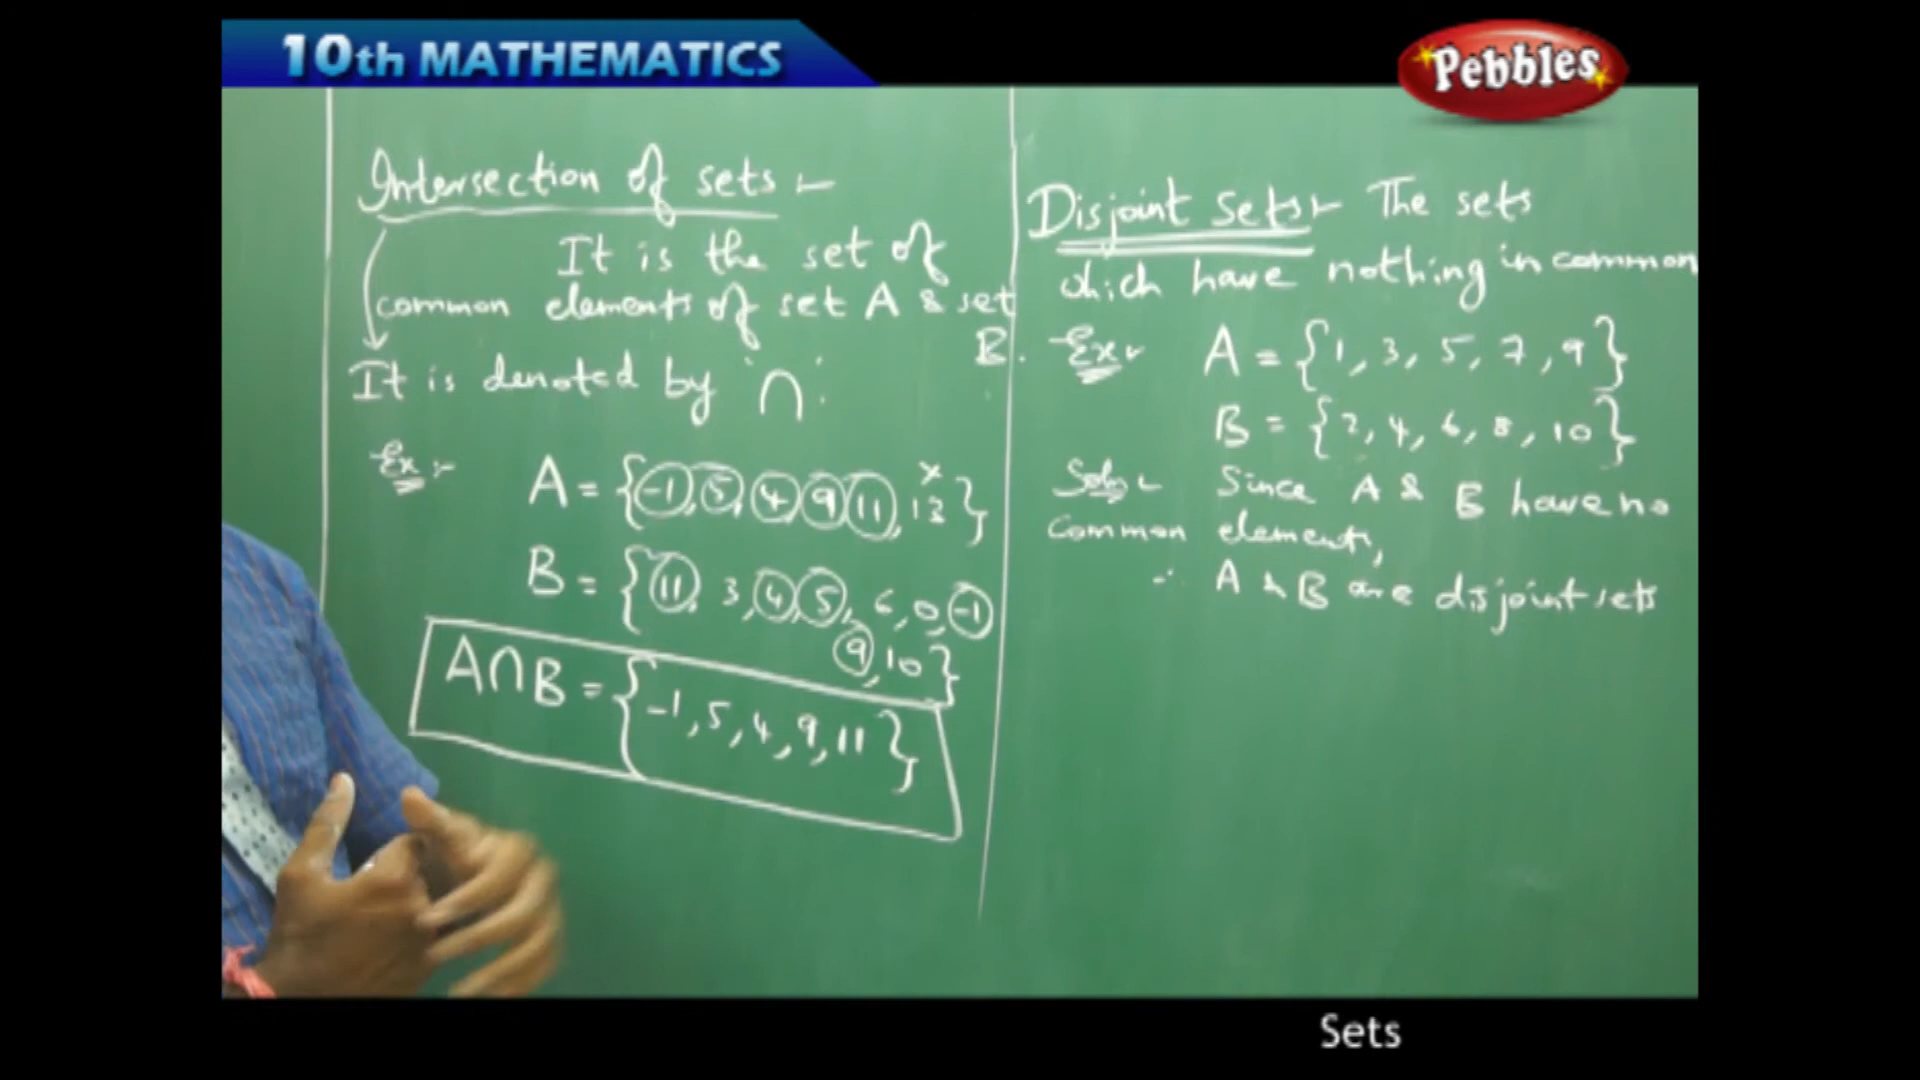 10th MATHEMATICS
Pebbles
Intersection of sets :-
It is the set of
common elements of set A & set
B.
It is denoted by '∩'.
Ex :-
A = {-1, 5, 4, 9, 11, 13}
B = {11, 3, 4, 5, 6, 0, -1
9, 10}
A∩B = {-1, 5, 4, 9, 11}
Disjoint sets :- The sets
which have nothing in common
Ex :- A = {1, 3, 5, 7, 9}
B = {2, 4, 6, 8, 10}
Soln :- Since A & B have no
common elements,
∴ A & B are disjoint sets
Sets